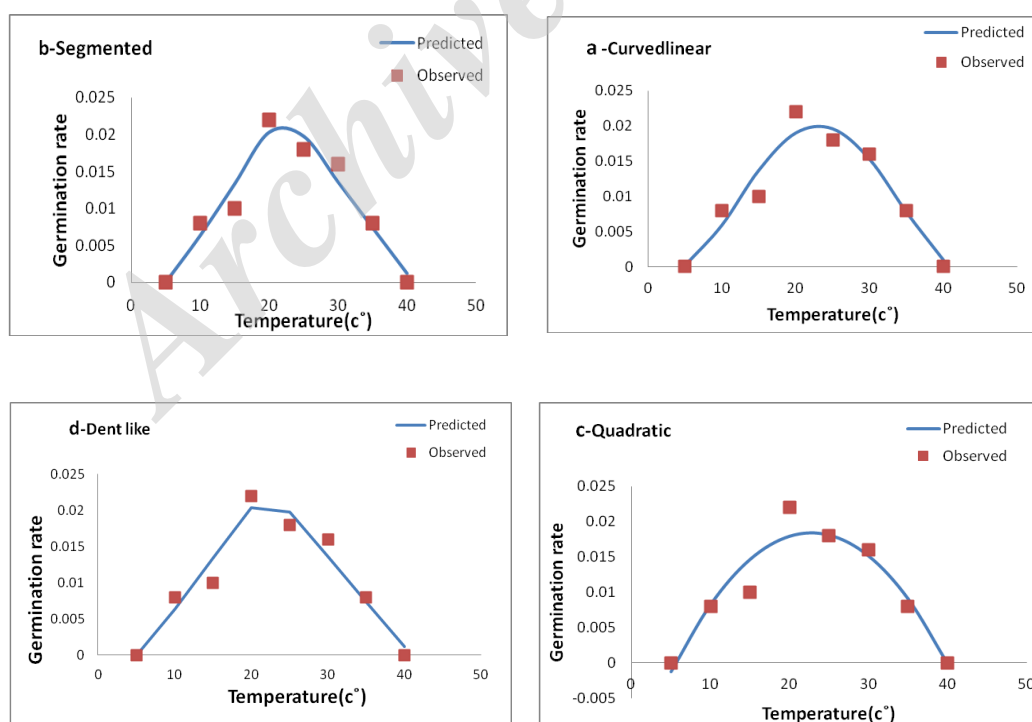 b-Segmented
Predicted
Observed
0.025
0.02
0.015
0.01
0.005
0
0 10 20 30 40 50
Germination rate
Temperature(c˚)
a -Curvedlinear
Predicted
Observed
0.025
0.02
0.015
0.01
0.005
0
0 10 20 30 40 50
Germination rate
Temperature(c˚)
d-Dent like
Predicted
Observed
0.025
0.02
0.015
0.01
0.005
0
0 10 20 30 40 50
Germination rate
Temperature(c˚)
c-Quadratic
Predicted
Observed
0.025
0.02
0.015
0.01
0.005
0
-0.005
0 10 20 30 40 50
Germination rate
Temperature(c˚)
Archive